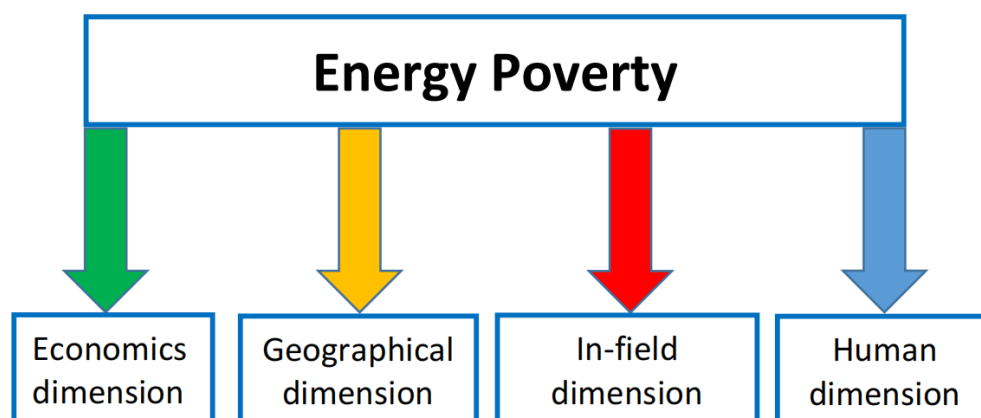 Energy Poverty
Economics
dimension
Geographical
dimension
In-field
dimension
Human
dimension